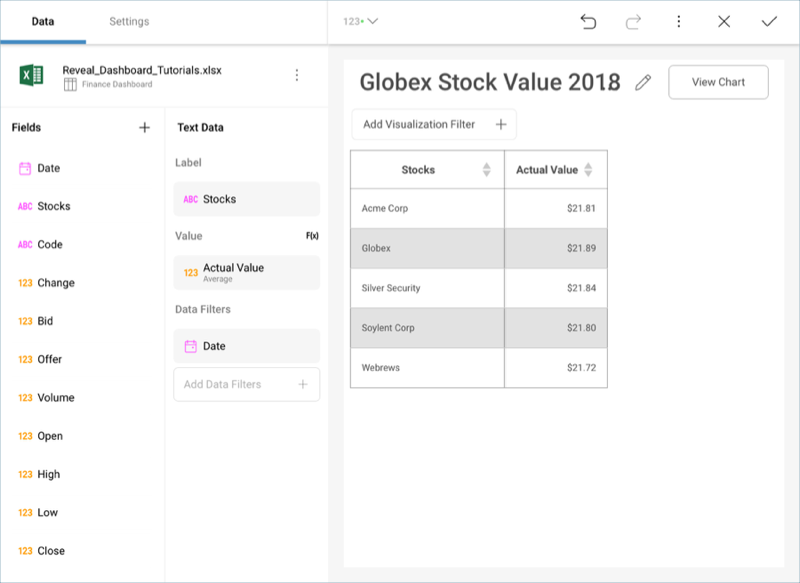 Data
Settings
123
Reveal_Dashboard_Tutorials.xlsx
Finance Dashboard
Fields
Date
ABC Stocks
ABC Code
123 Change
123 Bid
123 Offer
123 Volume
123 Open
123 High
123 Low
123 Close
Text Data
Label
ABC Stocks
Value F(x)
123 Actual Value
Average
Data Filters
Date
Add Data Filters
Globex Stock Value 2018
View Chart
Add Visualization Filter
Stocks Actual Value
Acme Corp $21.81
Globex $21.89
Silver Security $21.84
Soylent Corp $21.80
Webrews $21.72